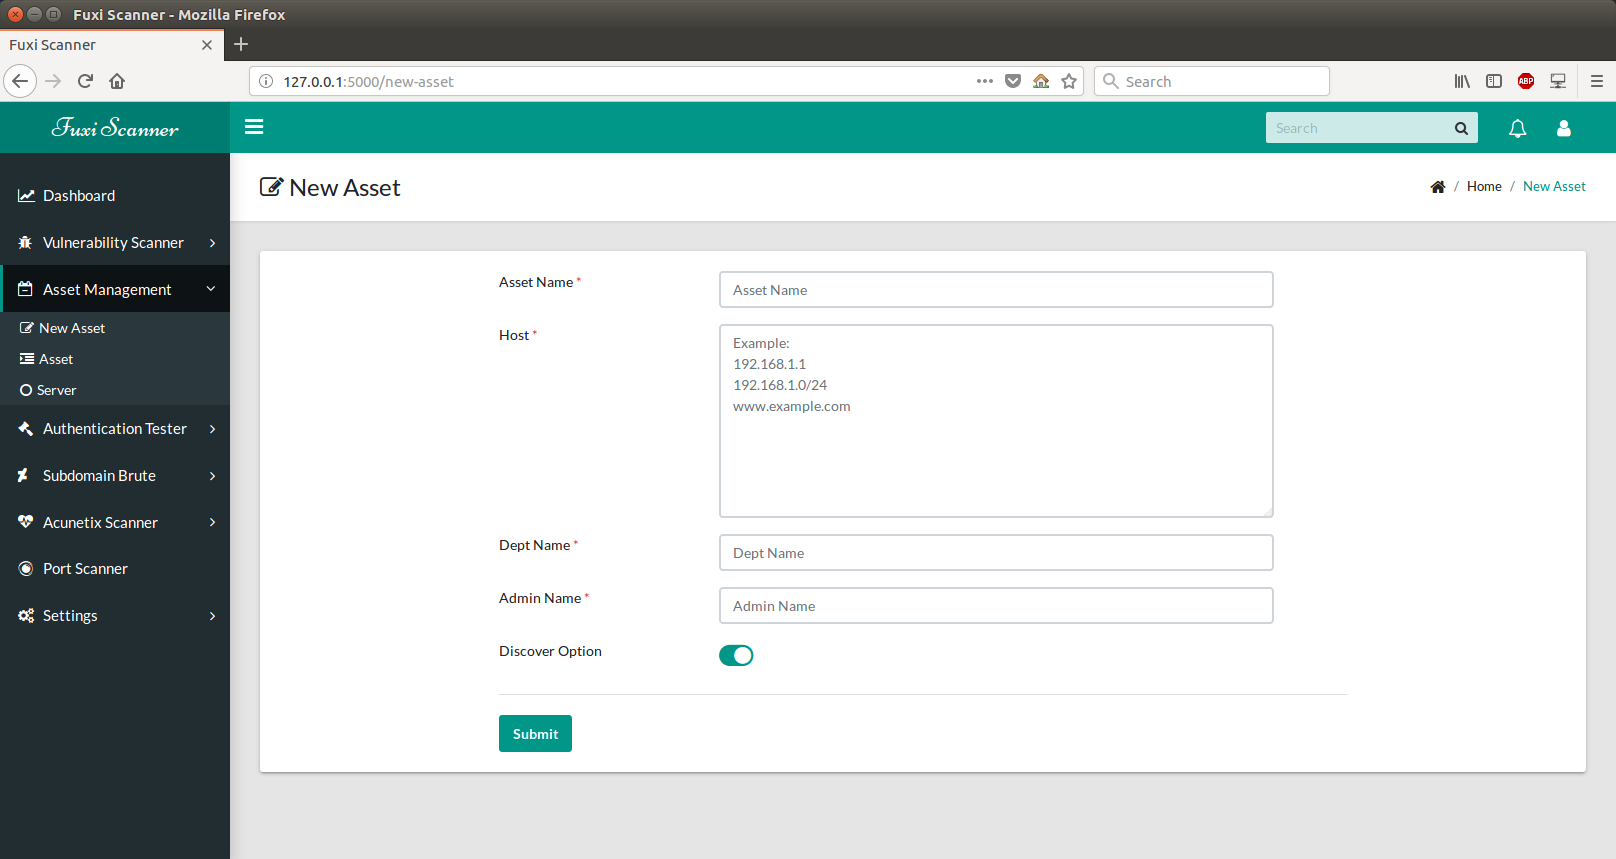 Fuxi Scanner - Mozilla Firefox
Fuxi Scanner
127.0.0.1:5000/new-asset
Search
ABP
Fuxi Scanner
Search
Dashboard
Vulnerability Scanner
Asset Management
New Asset
Asset
Server
Authentication Tester
Subdomain Brute
Acunetix Scanner
Port Scanner
Settings
New Asset
/ Home / New Asset
Asset Name *
Asset Name
Host *
Example:
192.168.1.1
192.168.1.0/24
www.example.com
Dept Name *
Dept Name
Admin Name *
Admin Name
Discover Option
Submit